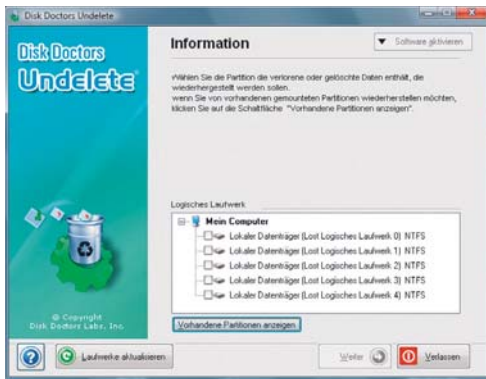 Disk Doctors Undelete
Disk Doctors
Undelete
Information
Software aktivieren
Wählen Sie die Partition die verlorene oder gelöschte Daten enthält, die
wiederhergestellt werden sollen.
wenn Sie von vorhandenen gemounteten Partitionen wiederherstellen möchten,
klicken Sie auf die Schaltfläche "Vorhandene Partitionen anzeigen".
Logisches Laufwerk
Mein Computer
Lokaler Datenträger (Lost Logisches Laufwerk 0) NTFS
Lokaler Datenträger (Lost Logisches Laufwerk 1) NTFS
Lokaler Datenträger (Lost Logisches Laufwerk 2) NTFS
Lokaler Datenträger (Lost Logisches Laufwerk 3) NTFS
Lokaler Datenträger (Lost Logisches Laufwerk 4) NTFS
Vorhandene Partitionen anzeigen
© Copyright
Disk Doctors Labs, Inc.
Laufwerke aktualisieren
Weiter
Verlassen